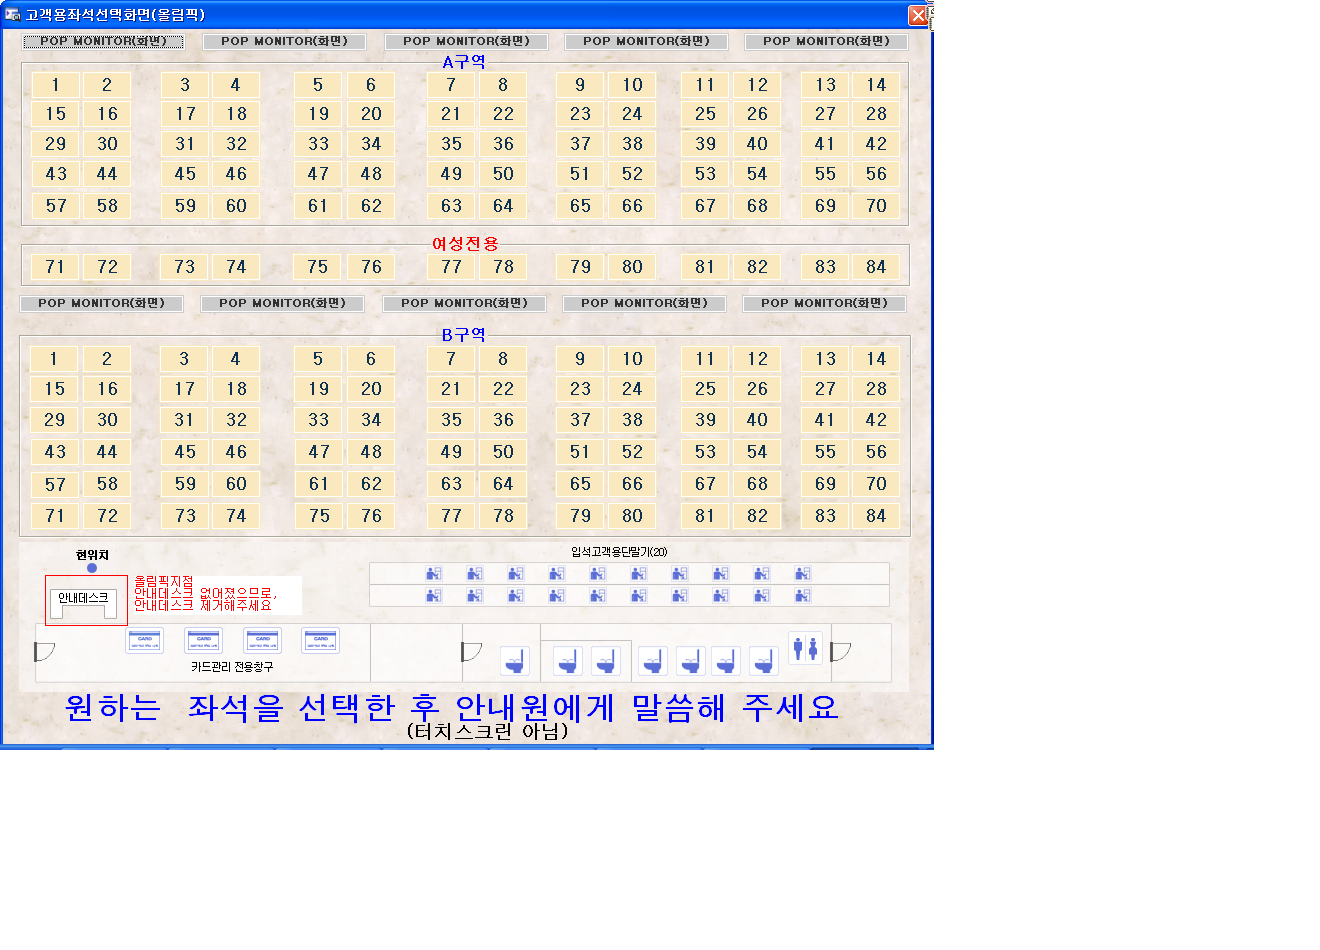 고객용좌석선택화면(올림픽)
POP MONITOR(화면) POP MONITOR(화면) POP MONITOR(화면) POP MONITOR(화면) POP MONITOR(화면)
A구역
1 2 3 4 5 6 7 8 9 10 11 12 13 14
15 16 17 18 19 20 21 22 23 24 25 26 27 28
29 30 31 32 33 34 35 36 37 38 39 40 41 42
43 44 45 46 47 48 49 50 51 52 53 54 55 56
57 58 59 60 61 62 63 64 65 66 67 68 69 70
여성전용
71 72 73 74 75 76 77 78 79 80 81 82 83 84
POP MONITOR(화면) POP MONITOR(화면) POP MONITOR(화면) POP MONITOR(화면) POP MONITOR(화면)
B구역
1 2 3 4 5 6 7 8 9 10 11 12 13 14
15 16 17 18 19 20 21 22 23 24 25 26 27 28
29 30 31 32 33 34 35 36 37 38 39 40 41 42
43 44 45 46 47 48 49 50 51 52 53 54 55 56
57 58 59 60 61 62 63 64 65 66 67 68 69 70
71 72 73 74 75 76 77 78 79 80 81 82 83 84
현위치
입석고객용단말기(20)
안내데스크
올림픽지점
안내데스크 없어졌으므로,
안내데스크 제거해주세요
CARD CARD CARD CARD
카드관리 전용창구
원하는 좌석을 선택한 후 안내원에게 말씀해 주세요
(터치스크린 아님)